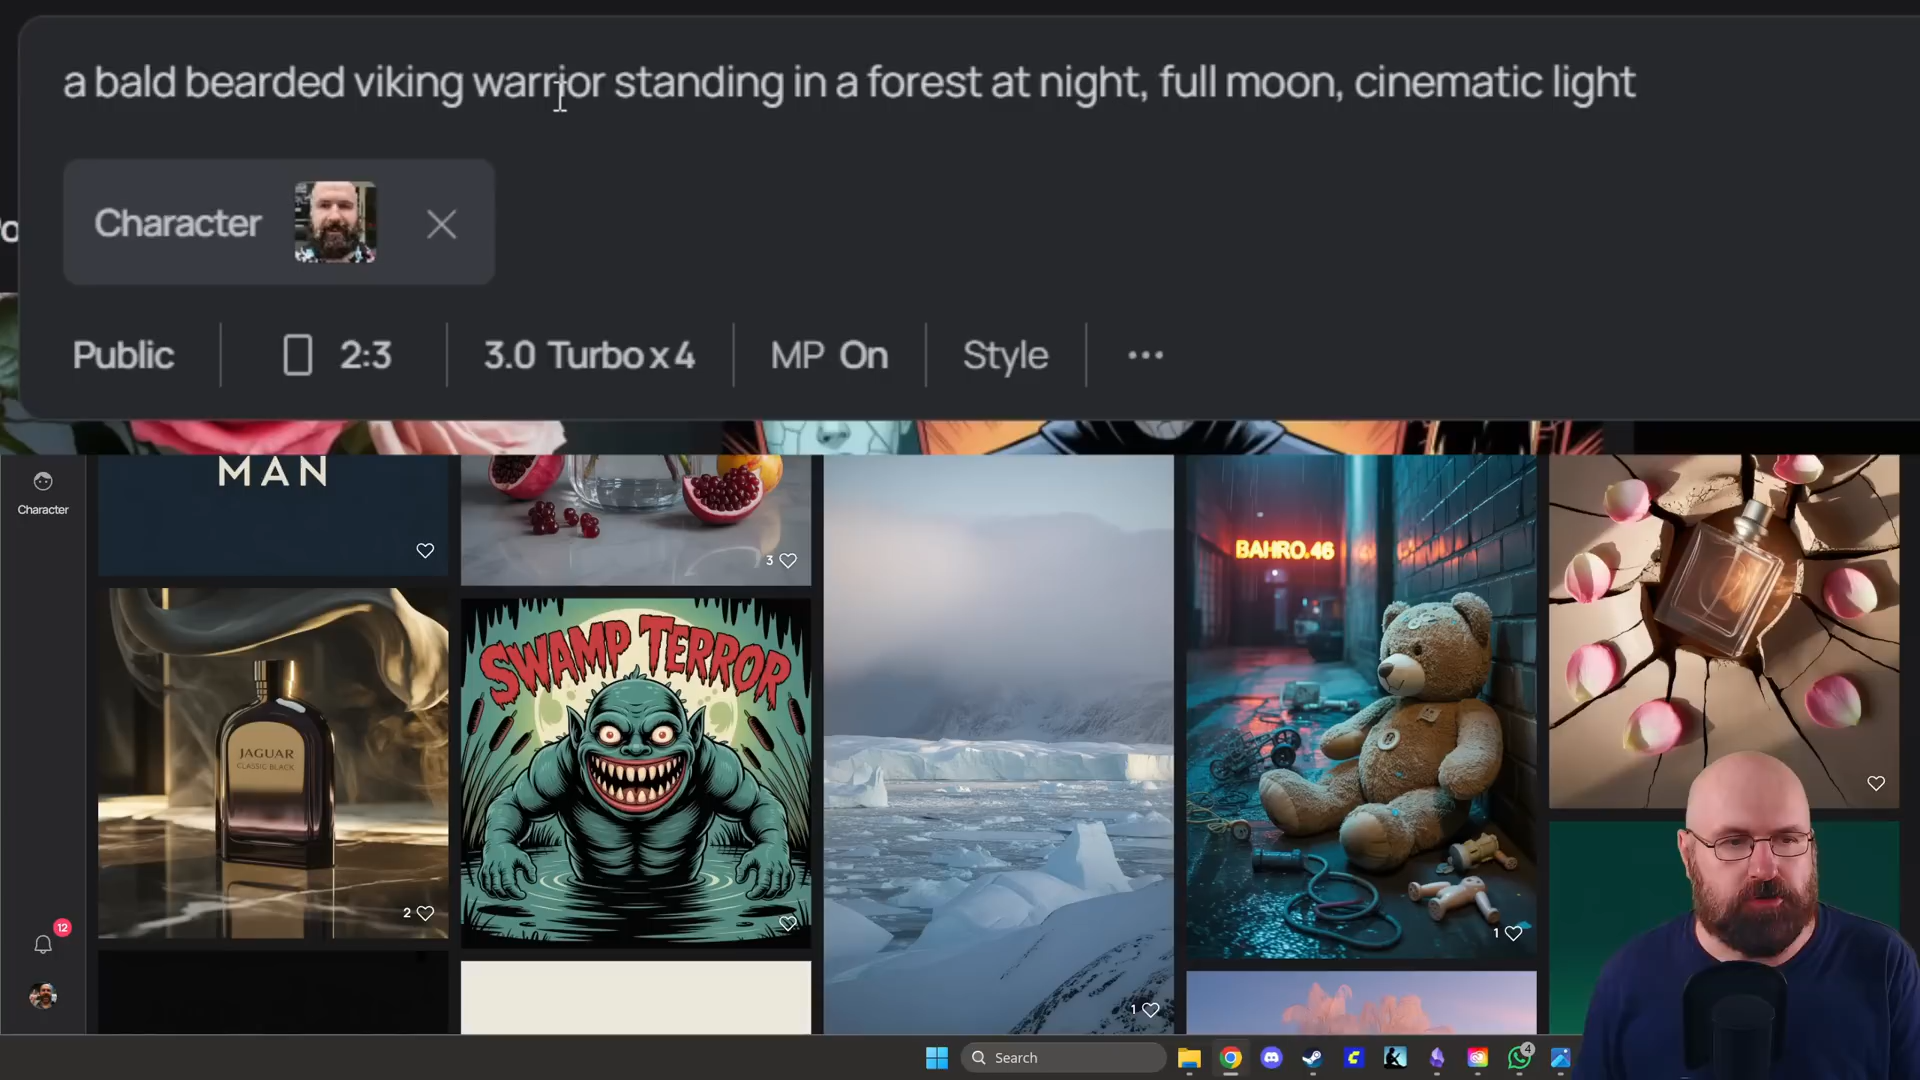 a bald bearded viking warrior standing in a forest at night, full moon, cinematic light
Character
Public
2:3
3.0 Turbo x 4
MP On
Style
Character
MAN
3
BAHRO.46
SWAMP TERROR
JAGUAR
CLASSIC BLACK
2
1
1
12
Search
4